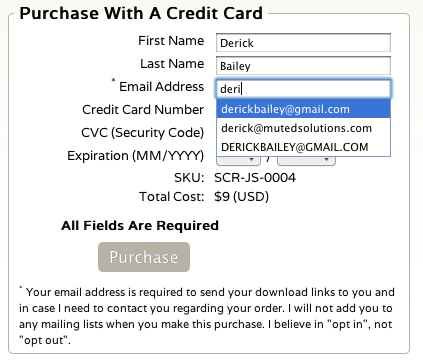 Purchase With A Credit Card
First Name Derick
Last Name Bailey
* Email Address deri
Credit Card Number derickbailey@gmail.com
CVC (Security Code) derick@mutedsolutions.com
Expiration (MM/YYYY) / DERICKBAILEY@GMAIL.COM
SKU: SCR-JS-0004
Total Cost: $9 (USD)
All Fields Are Required
Purchase
* Your email address is required to send your download links to you and
in case I need to contact you regarding your order. I will not add you to
any mailing lists when you make this purchase. I believe in "opt in", not
"opt out".